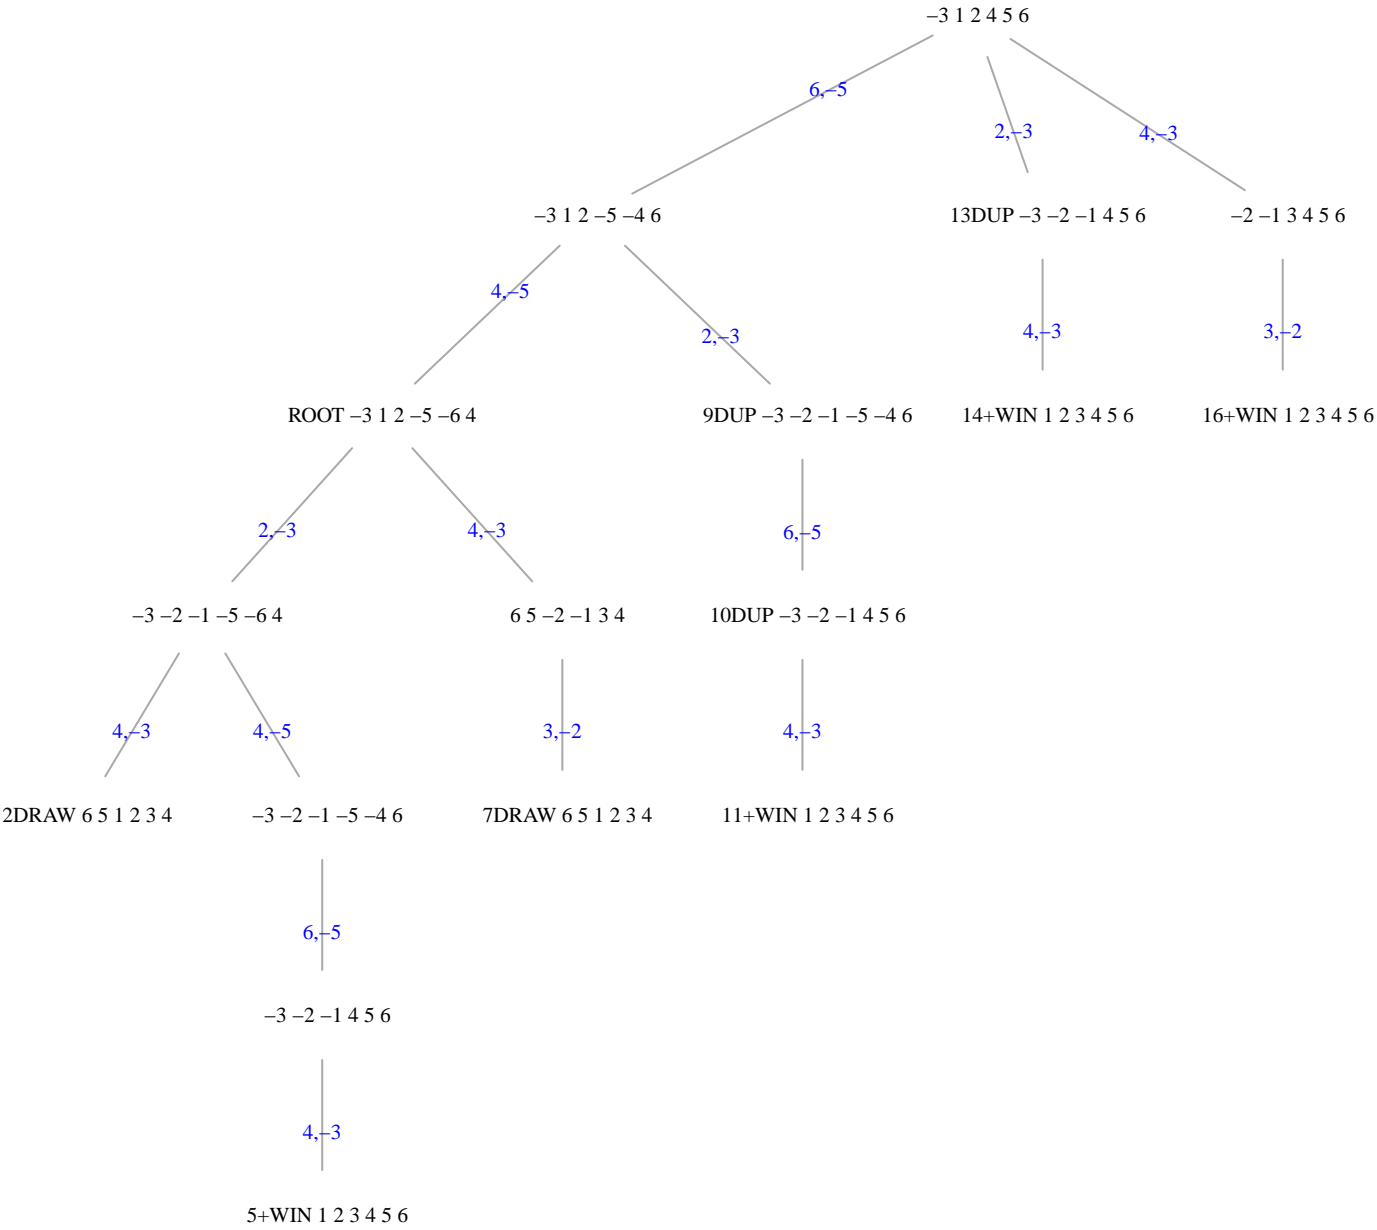 –3 1 2 4 5 6
6,–5
2,–3
4,–3
–3 1 2 –5 –4 6
13DUP –3 –2 –1 4 5 6
–2 –1 3 4 5 6
4,–5
2,–3
4,–3
3,–2
ROOT –3 1 2 –5 –6 4
9DUP –3 –2 –1 –5 –4 6
14+WIN 1 2 3 4 5 6
16+WIN 1 2 3 4 5 6
2,–3
4,–3
6,–5
–3 –2 –1 –5 –6 4
6 5 –2 –1 3 4
10DUP –3 –2 –1 4 5 6
4,–3
4,–5
3,–2
4,–3
2DRAW 6 5 1 2 3 4
–3 –2 –1 –5 –4 6
7DRAW 6 5 1 2 3 4
11+WIN 1 2 3 4 5 6
6,–5
–3 –2 –1 4 5 6
4,–3
5+WIN 1 2 3 4 5 6